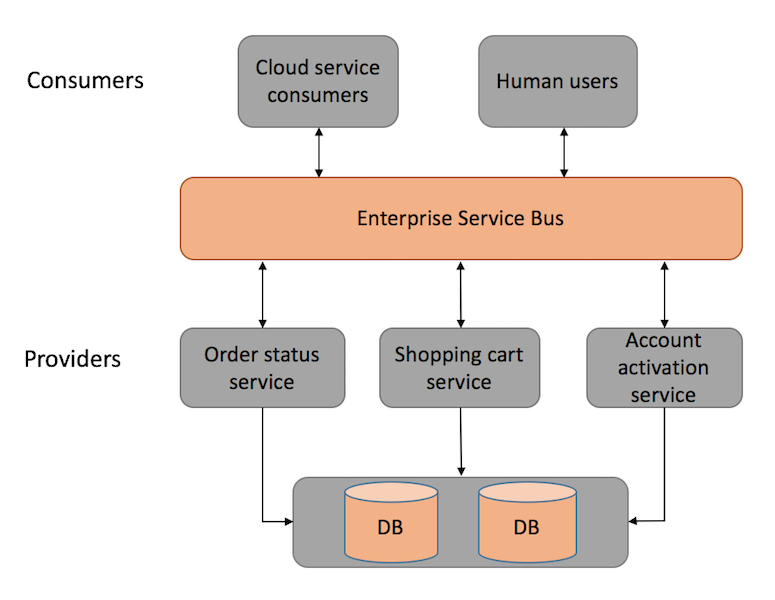 Consumers
Cloud service
consumers
Human users
Enterprise Service Bus
Providers
Order status
service
Shopping cart
service
Account
activation
service
DB
DB